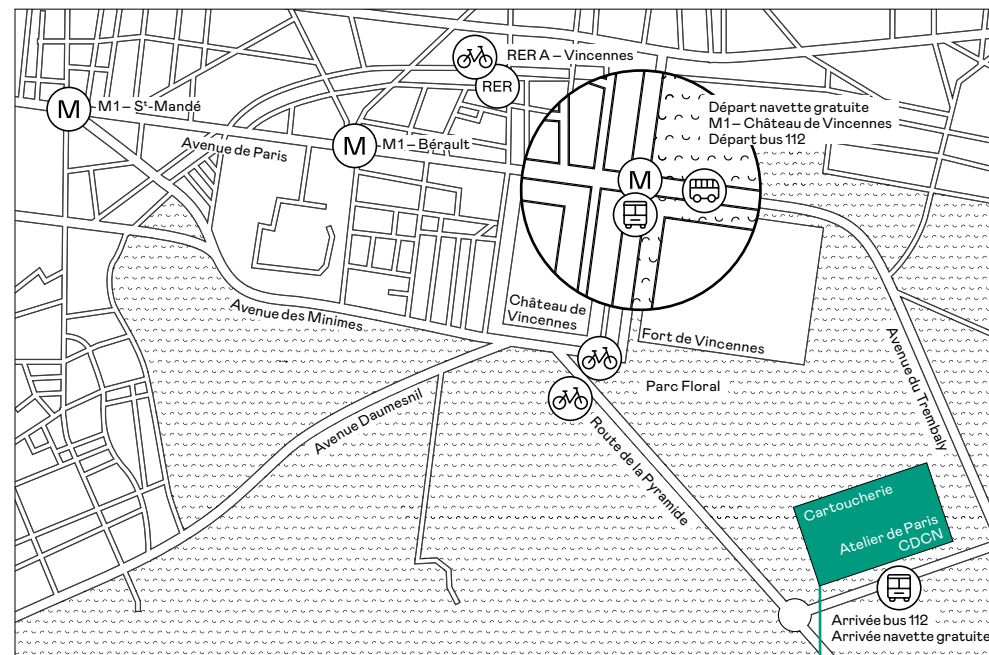 RER A – Vincennes
RER
M
M1 – Sᵗ-Mandé
Départ navette gratuite
M1 – Château de Vincennes
Départ bus 112
Avenue de Paris
M
M1 – Bérault
M
Avenue des Minimes
Château de
Vincennes
Fort de Vincennes
Avenue du Trembaly
Parc Floral
Avenue Daumesnil
Route de la Pyramide
Cartoucherie
Atelier de Paris
CDCN
Arrivée bus 112
Arrivée navette gratuite